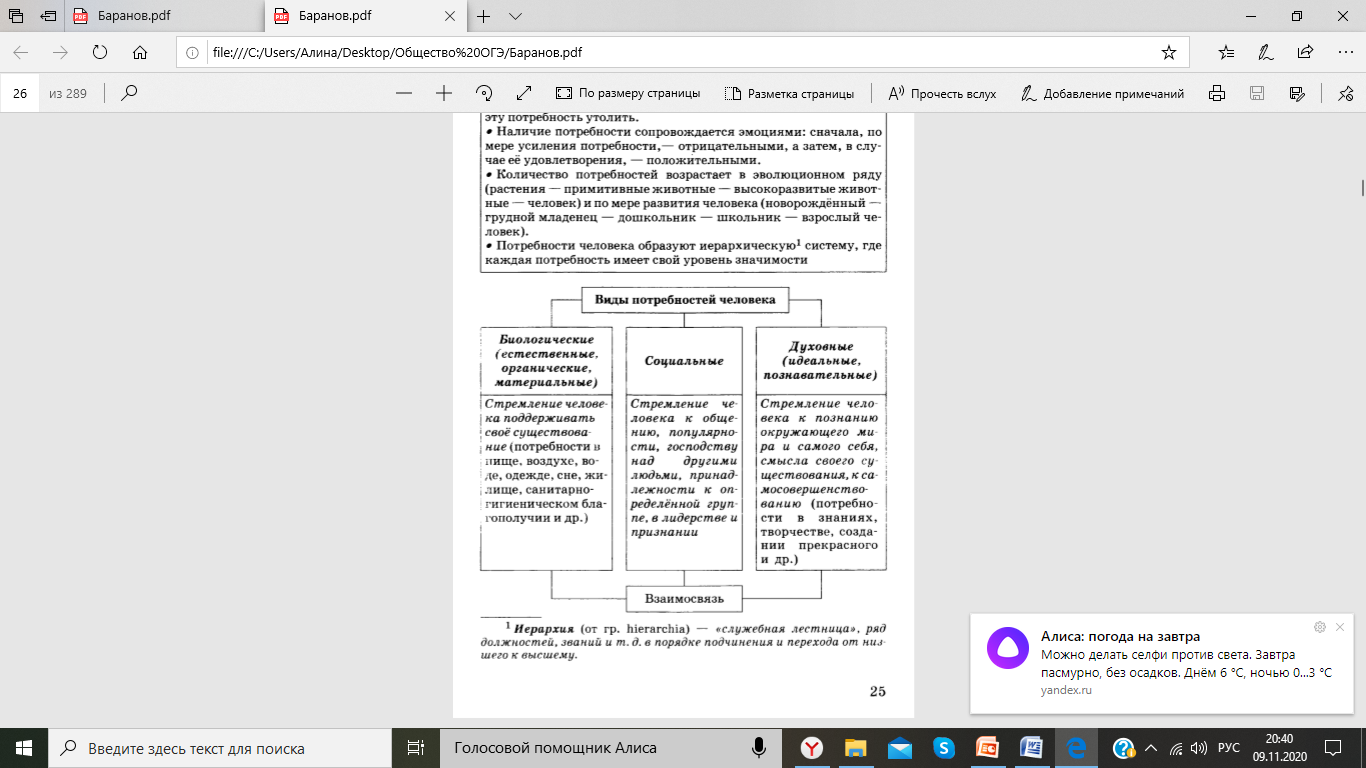 Баранов.pdf
Баранов.pdf
file:///C:/Users/Алина/Desktop/Общество%20ОГЭ/Баранов.pdf
26 из 289
По размеру страницы
Разметка страницы
Прочесть вслух
Добавление примечаний
эту потребность утолить.
• Наличие потребности сопровождается эмоциями: сначала, по
мере усиления потребности,— отрицательными, а затем, в слу-
чае её удовлетворения, — положительными.
• Количество потребностей возрастает в эволюционном ряду
(растения — примитивные животные — высокоразвитые живот-
ные — человек) и по мере развития человека (новорождённый —
грудной младенец — дошкольник — школьник — взрослый че-
ловек).
• Потребности человека образуют иерархическую¹ систему, где
каждая потребность имеет свой уровень значимости
Виды потребностей человека
Биологические
(естественные,
органические,
материальные)
Стремление челове-
ка поддерживать
своё существова-
ние (потребности в
пище, воздухе, во-
де, одежде, сне, жи-
лище, санитарно-
гигиеническом бла-
гополучии и др.)
Социальные
Стремление че-
ловека к обще-
нию, популярно-
сти, господству
над другими
людьми, принад-
лежности к оп-
ределённой груп-
пе, в лидерстве и
признании
Духовные
(идеальные,
познавательные)
Стремление чело-
века к познанию
окружающего ми-
ра и самого себя,
смысла своего су-
ществования, к са-
мосовершенство-
ванию (потребно-
сти в знаниях,
творчестве, созда-
нии прекрасного
и др.)
Взаимосвязь
¹ Иерархия (от гр. hierarchia) — «служебная лестница», ряд
должностей, званий и т. д. в порядке подчинения и перехода от низ-
шего к высшему.
25
Алиса: погода на завтра
Можно делать селфи против света. Завтра
пасмурно, без осадков. Днём 6 °C, ночью 0...3 °C
yandex.ru
Введите здесь текст для поиска
Голосовой помощник Алиса
РУС
20:40
09.11.2020